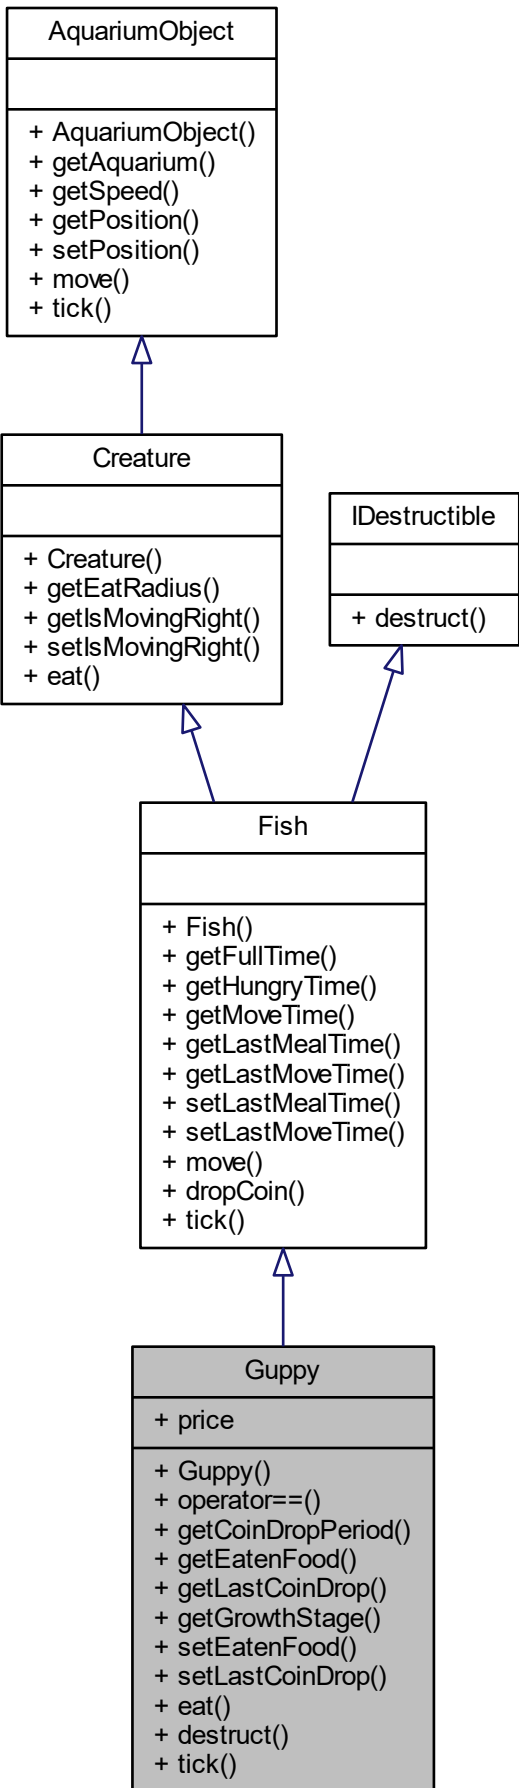 AquariumObject
+ AquariumObject()
+ getAquarium()
+ getSpeed()
+ getPosition()
+ setPosition()
+ move()
+ tick()
Creature
+ Creature()
+ getEatRadius()
+ getIsMovingRight()
+ setIsMovingRight()
+ eat()
IDestructible
+ destruct()
Fish
+ Fish()
+ getFullTime()
+ getHungryTime()
+ getMoveTime()
+ getLastMealTime()
+ getLastMoveTime()
+ setLastMealTime()
+ setLastMoveTime()
+ move()
+ dropCoin()
+ tick()
Guppy
+ price
+ Guppy()
+ operator==()
+ getCoinDropPeriod()
+ getEatenFood()
+ getLastCoinDrop()
+ getGrowthStage()
+ setEatenFood()
+ setLastCoinDrop()
+ eat()
+ destruct()
+ tick()